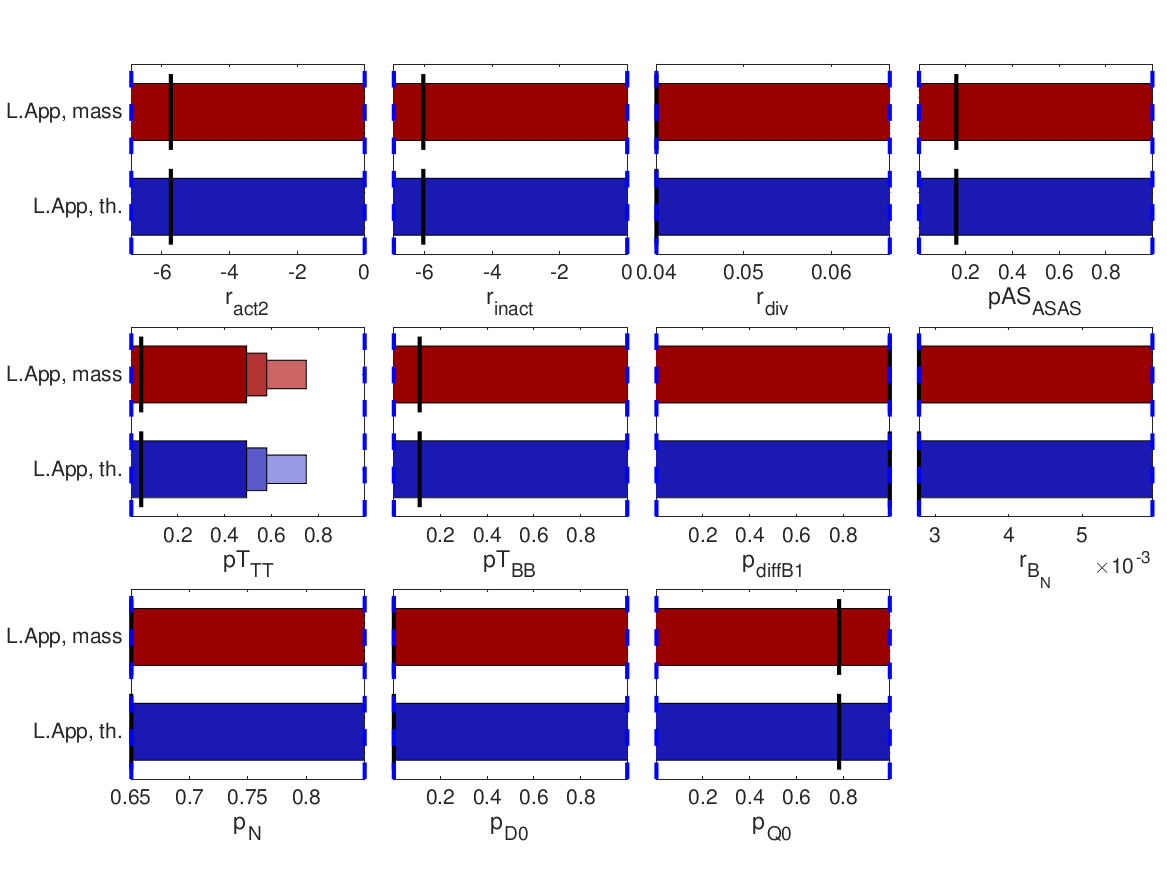 L.App, mass
L.App, th.
-6 -4 -2 0
r_act2
-6 -4 -2 0
r_inact
0.04 0.05 0.06
r_div
0.2 0.4 0.6 0.8
pAS_ASAS
L.App, mass
L.App, th.
0.2 0.4 0.6 0.8
pT_TT
0.2 0.4 0.6 0.8
pT_BB
0.2 0.4 0.6 0.8
p_diffB1
3 4 5
×10^-3
r_B_N
L.App, mass
L.App, th.
0.65 0.7 0.75 0.8
p_N
0.2 0.4 0.6 0.8
p_D0
0.2 0.4 0.6 0.8
p_Q0